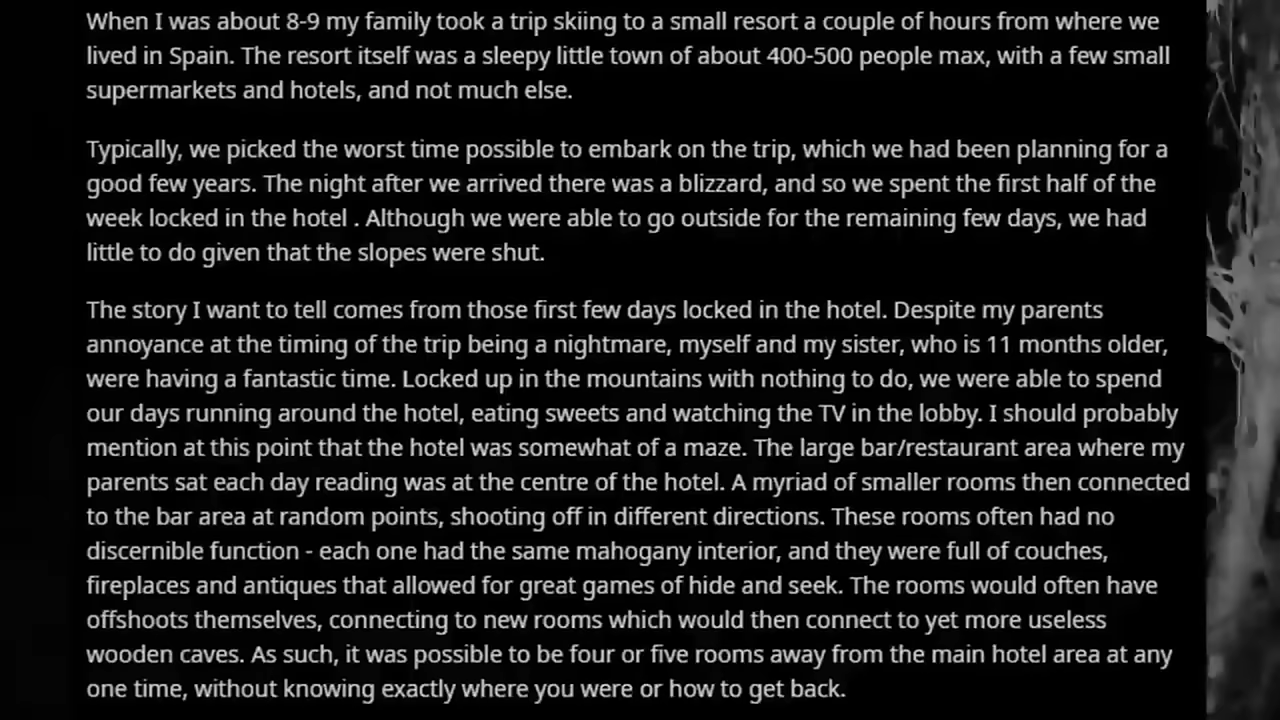 When I was about 8-9 my family took a trip skiing to a small resort a couple of hours from where we
lived in Spain. The resort itself was a sleepy little town of about 400-500 people max, with a few small
supermarkets and hotels, and not much else.
Typically, we picked the worst time possible to embark on the trip, which we had been planning for a
good few years. The night after we arrived there was a blizzard, and so we spent the first half of the
week locked in the hotel . Although we were able to go outside for the remaining few days, we had
little to do given that the slopes were shut.
The story I want to tell comes from those first few days locked in the hotel. Despite my parents
annoyance at the timing of the trip being a nightmare, myself and my sister, who is 11 months older,
were having a fantastic time. Locked up in the mountains with nothing to do, we were able to spend
our days running around the hotel, eating sweets and watching the TV in the lobby. I should probably
mention at this point that the hotel was somewhat of a maze. The large bar/restaurant area where my
parents sat each day reading was at the centre of the hotel. A myriad of smaller rooms then connected
to the bar area at random points, shooting off in different directions. These rooms often had no
discernible function - each one had the same mahogany interior, and they were full of couches,
fireplaces and antiques that allowed for great games of hide and seek. The rooms would often have
offshoots themselves, connecting to new rooms which would then connect to yet more useless
wooden caves. As such, it was possible to be four or five rooms away from the main hotel area at any
one time, without knowing exactly where you were or how to get back.